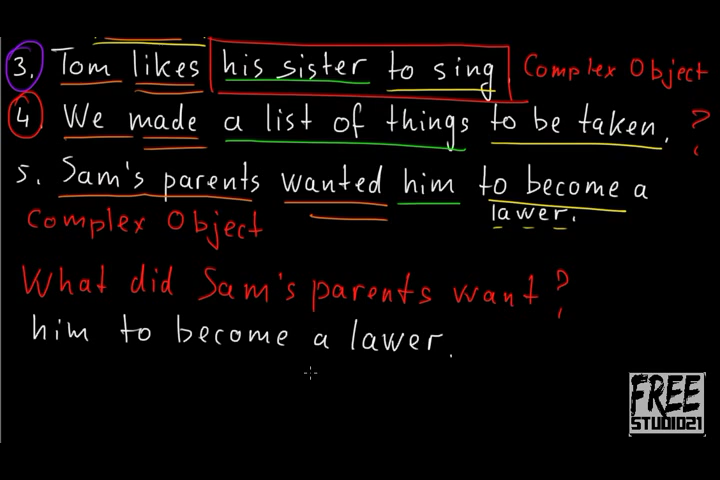 3. Tom likes his sister to sing. Complex Object
4. We made a list of things to be taken. ?
5. Sam's parents wanted him to become a
lawer.
Complex Object
What did Sam's parents want?
him to become a lawer.
FREE
STUDIO21